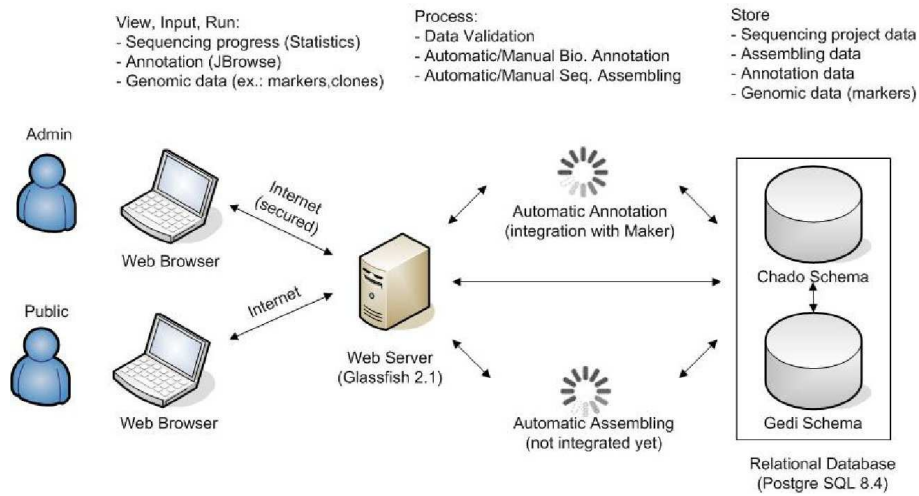 View, Input, Run:
- Sequencing progress (Statistics)
- Annotation (JBrowse)
- Genomic data (ex.: markers,clones)
Process:
- Data Validation
- Automatic/Manual Bio. Annotation
- Automatic/Manual Seq. Assembling
Store
- Sequencing project data
- Assembling data
- Annotation data
- Genomic data (markers)
Admin
Web Browser
Internet
(secured)
Public
Web Browser
Internet
Web Server
(Glassfish 2.1)
Automatic Annotation
(integration with Maker)
Automatic Assembling
(not integrated yet)
Chado Schema
Gedi Schema
Relational Database
(Postgre SQL 8.4)